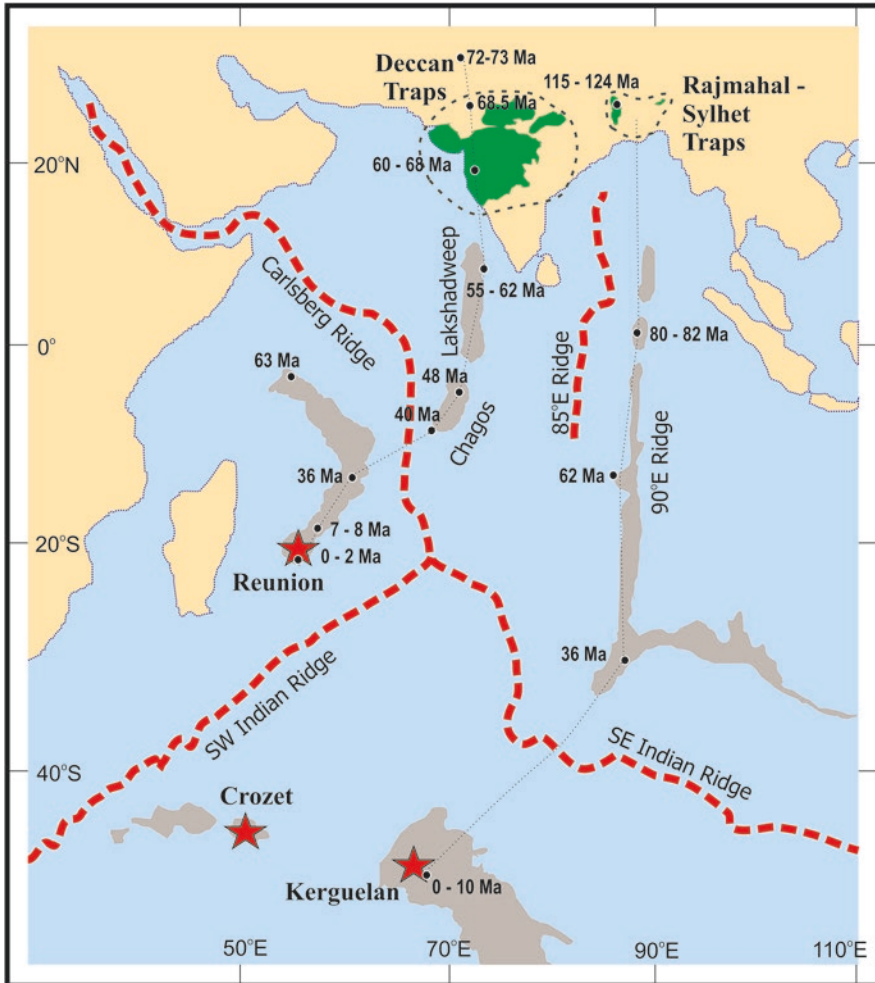 72-73 Ma
Deccan
Traps
115 - 124 Ma
Rajmahal -
Sylhet
Traps
68.5 Ma
20°N
60 - 68 Ma
Carlsberg Ridge
Lakshadweep
55 - 62 Ma
0°
63 Ma
48 Ma
40 Ma
Chagos
85°E Ridge
80 - 82 Ma
90°E Ridge
36 Ma
62 Ma
7 - 8 Ma
20°S
0 - 2 Ma
Reunion
36 Ma
SW Indian Ridge
SE Indian Ridge
40°S
Crozet
Kerguelan
0 - 10 Ma
50°E
70°E
90°E
110°E